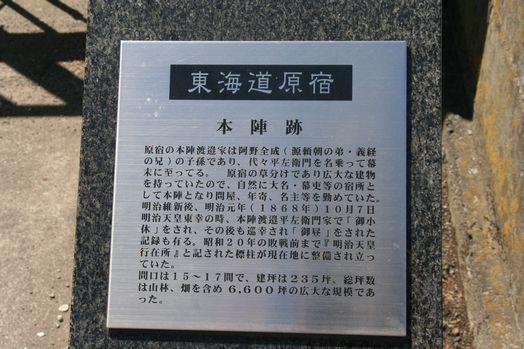 東海道原宿
本陣跡
原宿の本陣渡邉家は阿野全成（源頼朝の弟・義経
の兄）の子孫であり、代々平左衛門を名乗って幕
末に至ってる。　原宿の草分けであり広大な建物
を持っていたので、自然に大名・幕吏等の宿所と
して本陣となり問屋、年寄、名主等を勤めていた。
明治維新後、明治元年（１８６８年）１０月７日
明治天皇東幸の時、本陣渡邉平左衛門家で「御小
休」をされ、その後も巡幸され「御昼」をされた
記録も有る。昭和２０年の敗戦前まで『明治天皇
行在所』と記された標柱が現在地に整備され立っ
ていた。
間口は１５～１７間で、建坪は２３５坪、総坪数
は山林、畑を含め６,６００坪の広大な規模であ
った。